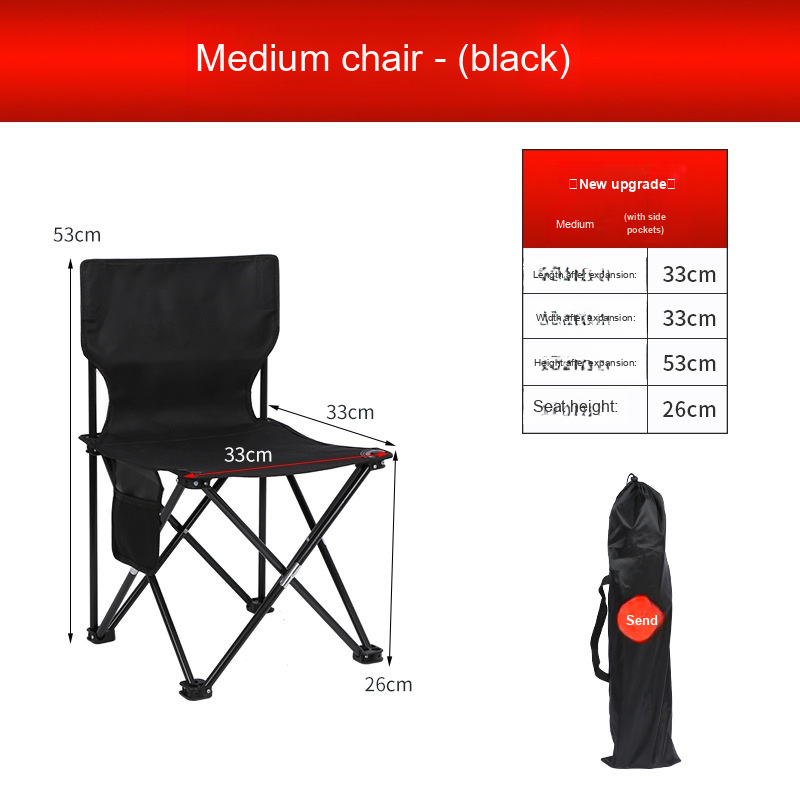 Medium chair - (black)
New upgrade
Medium
(with side
pockets)
Length after expansion: 33cm
Width after expansion: 33cm
Height after expansion: 53cm
Seat height: 26cm
53cm
33cm
33cm
26cm
Send